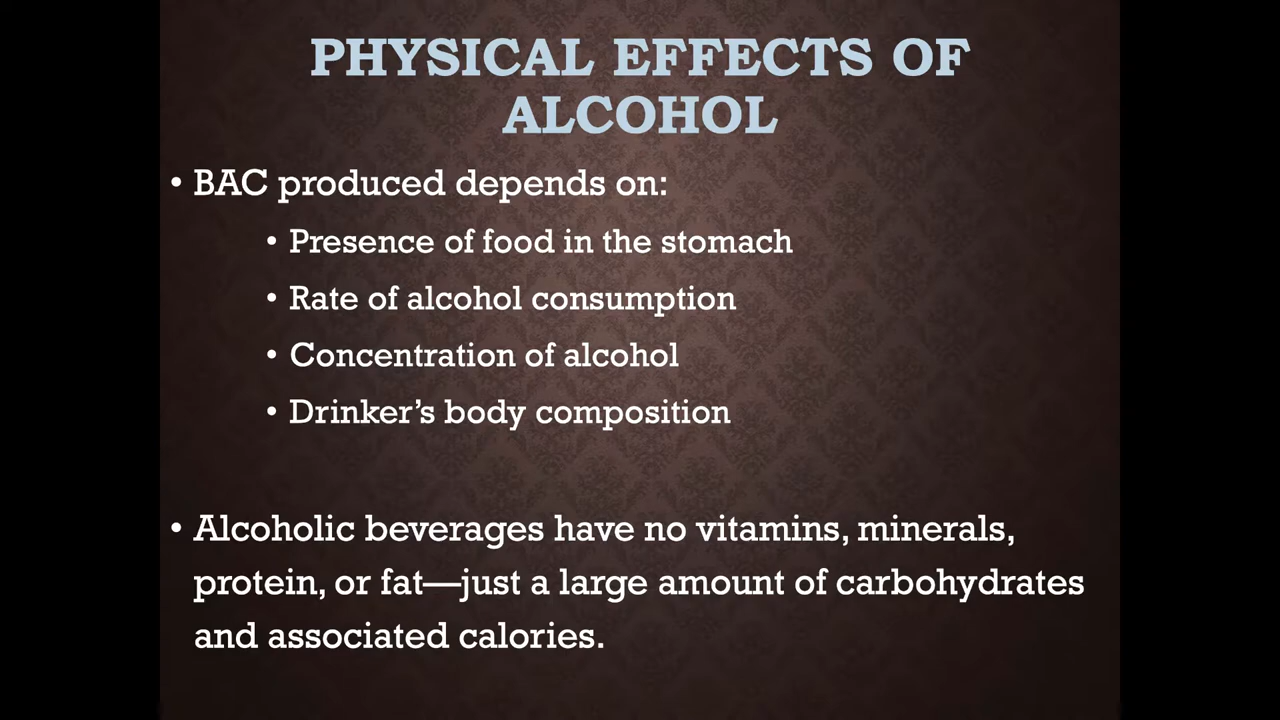 PHYSICAL EFFECTS OF
ALCOHOL
• BAC produced depends on:
• Presence of food in the stomach
• Rate of alcohol consumption
• Concentration of alcohol
• Drinker’s body composition
• Alcoholic beverages have no vitamins, minerals,
protein, or fat—just a large amount of carbohydrates
and associated calories.